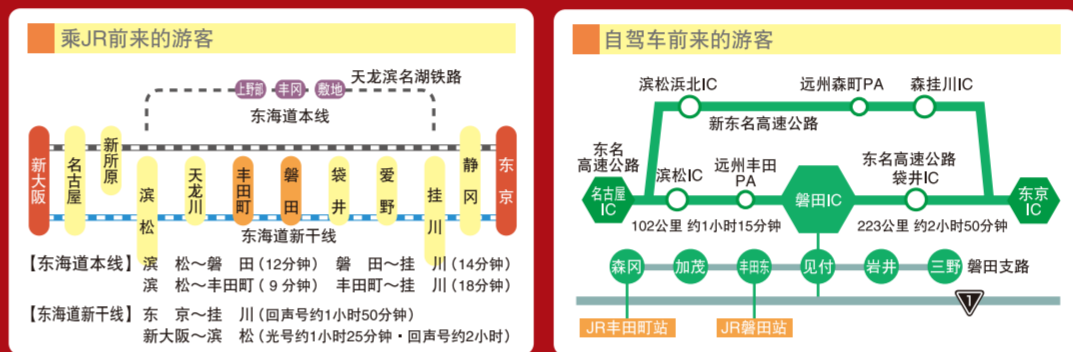 乘JR前来的游客
天龙滨名湖铁路
上野部 丰冈 敷地
东海道本线
新大阪 名古屋 新所原 滨松 天龙川 丰田町 磐田 袋井 爱野 挂川 静冈 东京
东海道新干线
【东海道本线】滨 松～磐 田（12分钟） 磐 田～挂 川（14分钟）
滨 松～丰田町（ 9 分钟） 丰田町～挂 川（18分钟）
【东海道新干线】东 京～挂 川（回声号约1小时50分钟）
新大阪～滨 松（光号约1小时25分钟・回声号约2小时）
自驾车前来的游客
滨松浜北IC 远州森町PA 森挂川IC
新东名高速公路
东名
高速公路
滨松IC
远州丰田
PA
东名高速公路
袋井IC
名古屋
IC
磐田IC
东京
IC
102公里 约1小时15分钟 223公里 约2小时50分钟
森冈 加茂 丰田东 见付 岩井 三野 磐田支路
1
JR丰田町站 JR磐田站